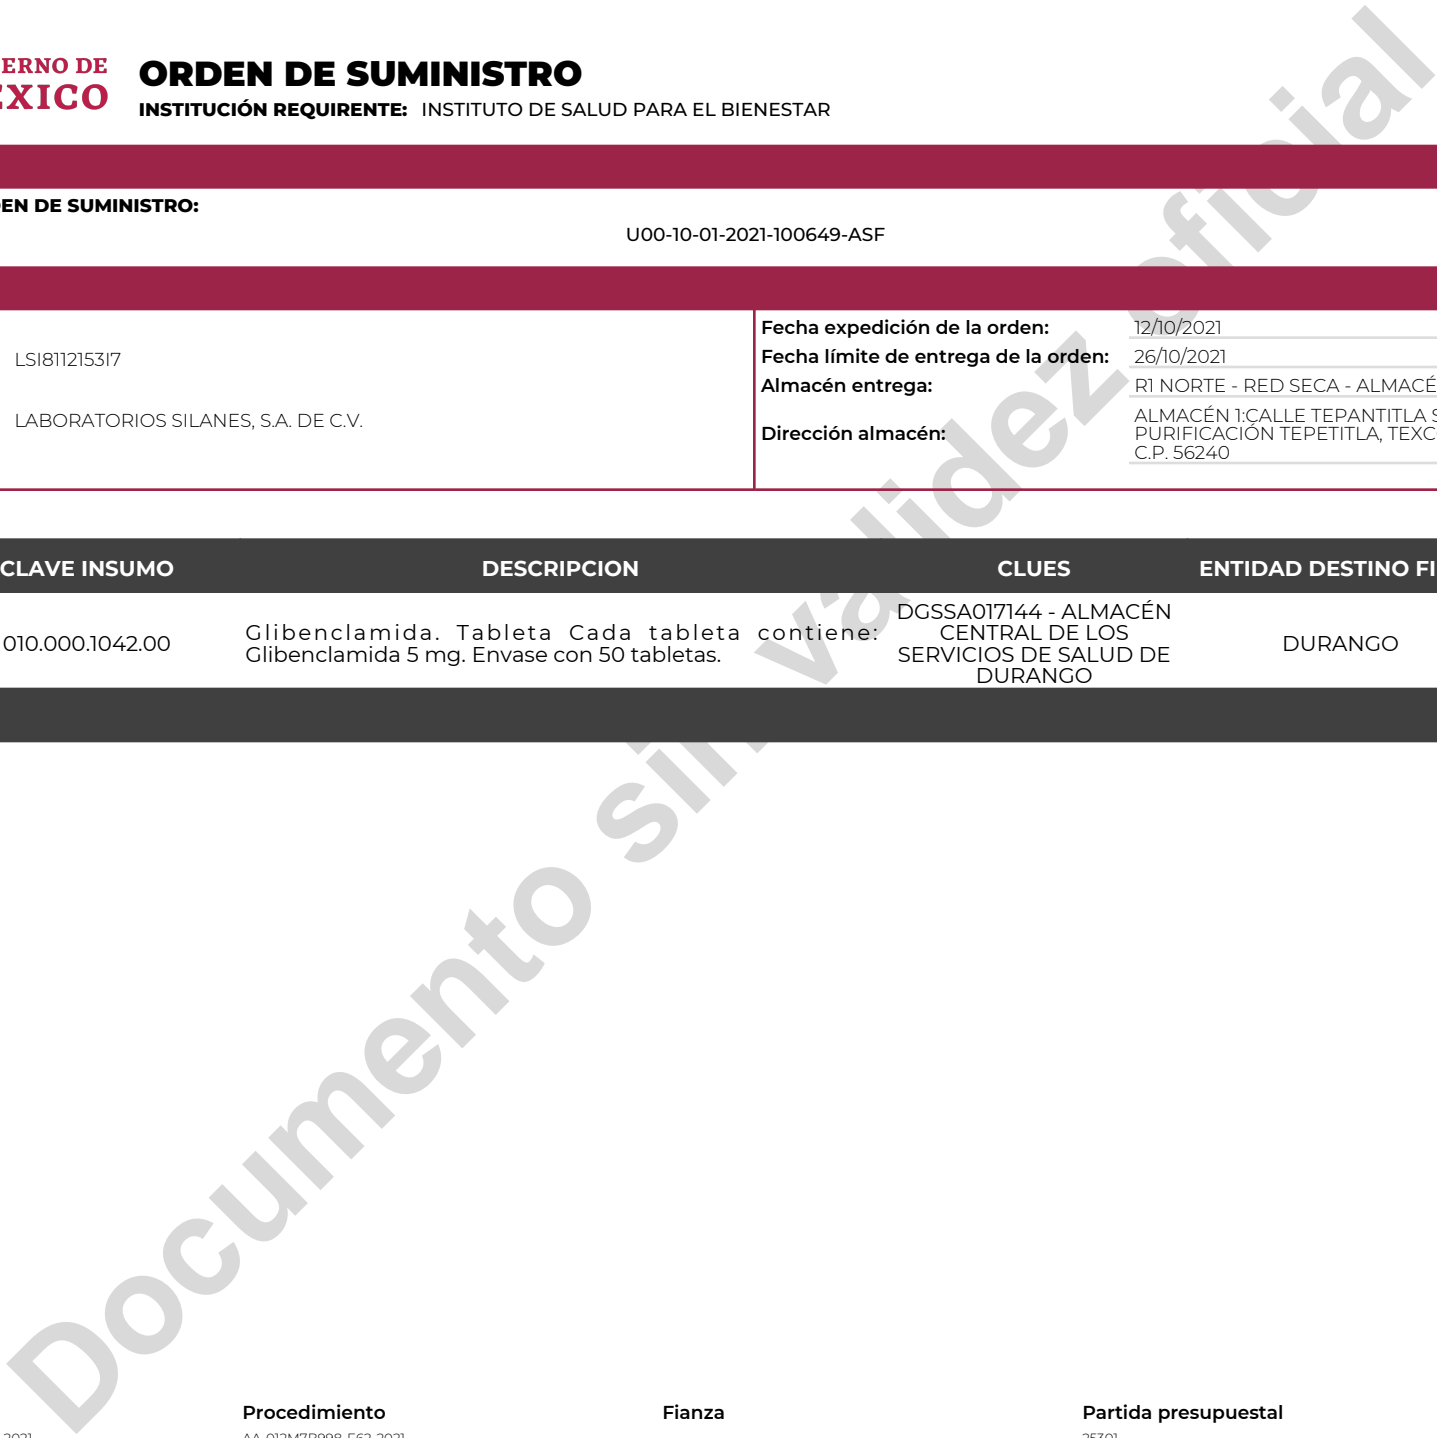 ERNO DE
ÉXICO
ORDEN DE SUMINISTRO
INSTITUCIÓN REQUIRENTE: INSTITUTO DE SALUD PARA EL BIENESTAR
EN DE SUMINISTRO:
U00-10-01-2021-100649-ASF
LSI8112153I7
LABORATORIOS SILANES, S.A. DE C.V.
Fecha expedición de la orden: 12/10/2021
Fecha límite de entrega de la orden: 26/10/2021
Almacén entrega: R1 NORTE - RED SECA - ALMACÉ
Dirección almacén: ALMACÉN 1:CALLE TEPANTITLA S
PURIFICACIÓN TEPETITLA, TEXC
C.P. 56240
CLAVE INSUMO DESCRIPCION CLUES ENTIDAD DESTINO FI
010.000.1042.00
Glibenclamida. Tableta Cada tableta contiene:
Glibenclamida 5 mg. Envase con 50 tabletas.
DGSSA017144 - ALMACÉN
CENTRAL DE LOS
SERVICIOS DE SALUD DE
DURANGO
DURANGO
Documento sin validez oficial
Procedimiento Fianza Partida presupuestal